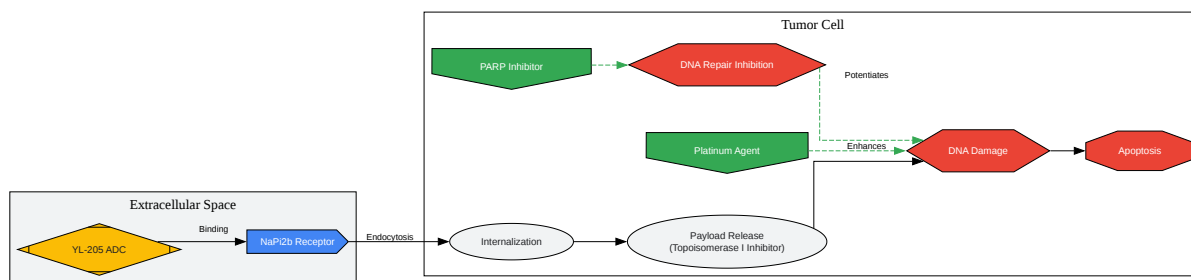 Tumor Cell
PARP Inhibitor
DNA Repair Inhibition
Potentiates
Platinum Agent
Enhances
DNA Damage
Apoptosis
Extracellular Space
YL-205 ADC
Binding
NaPi2b Receptor
Endocytosis
Internalization
Payload Release
(Topoisomerase I Inhibitor)